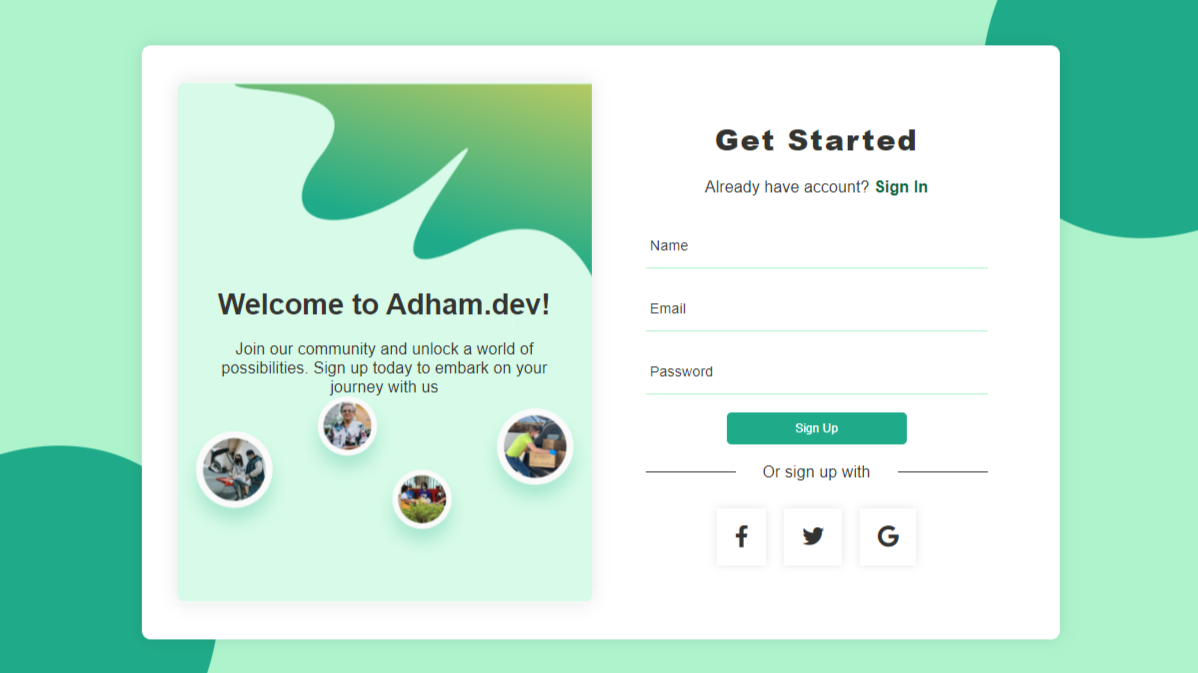 Welcome to Adham.dev!
Join our community and unlock a world of
possibilities. Sign up today to embark on your
journey with us
Get Started
Already have account? Sign In
Name
Email
Password
Sign Up
Or sign up with